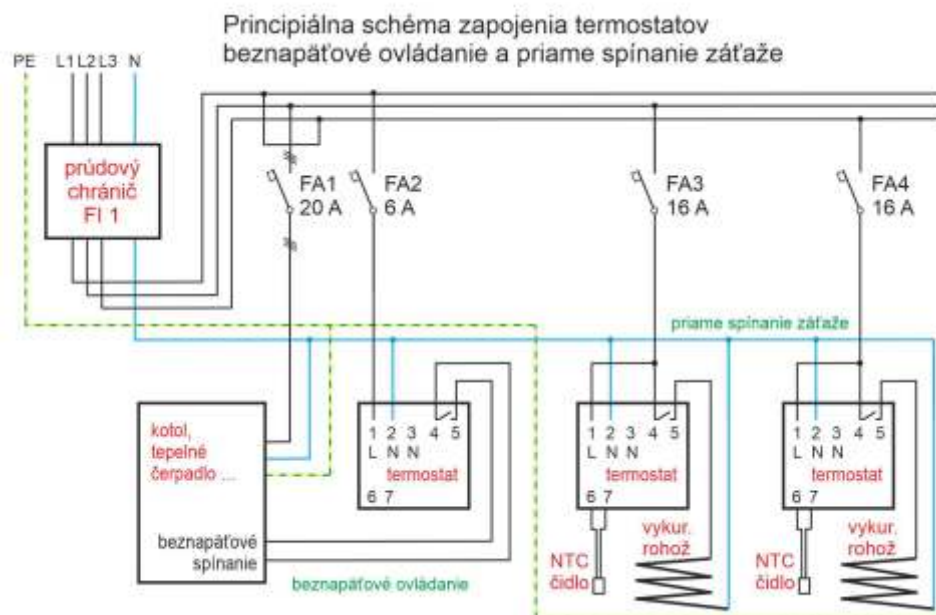 Principiálna schéma zapojenia termostatov
beznapäťové ovládanie a priame spínanie záťaže
PE L1 L2 L3 N
prúdový
chránič
FI 1
FA1
20 A
FA2
6 A
FA3
16 A
FA4
16 A
priame spínanie záťaže
kotol,
tepelné
čerpadlo ...
beznapäťové
spínanie
1 2 3 4 5
L N N
termostat
6 7
beznapäťové ovládanie
1 2 3 4 5
L N N
termostat
6 7
NTC
čidlo
vykur.
rohož
1 2 3 4 5
L N N
termostat
6 7
NTC
čidlo
vykur.
rohož